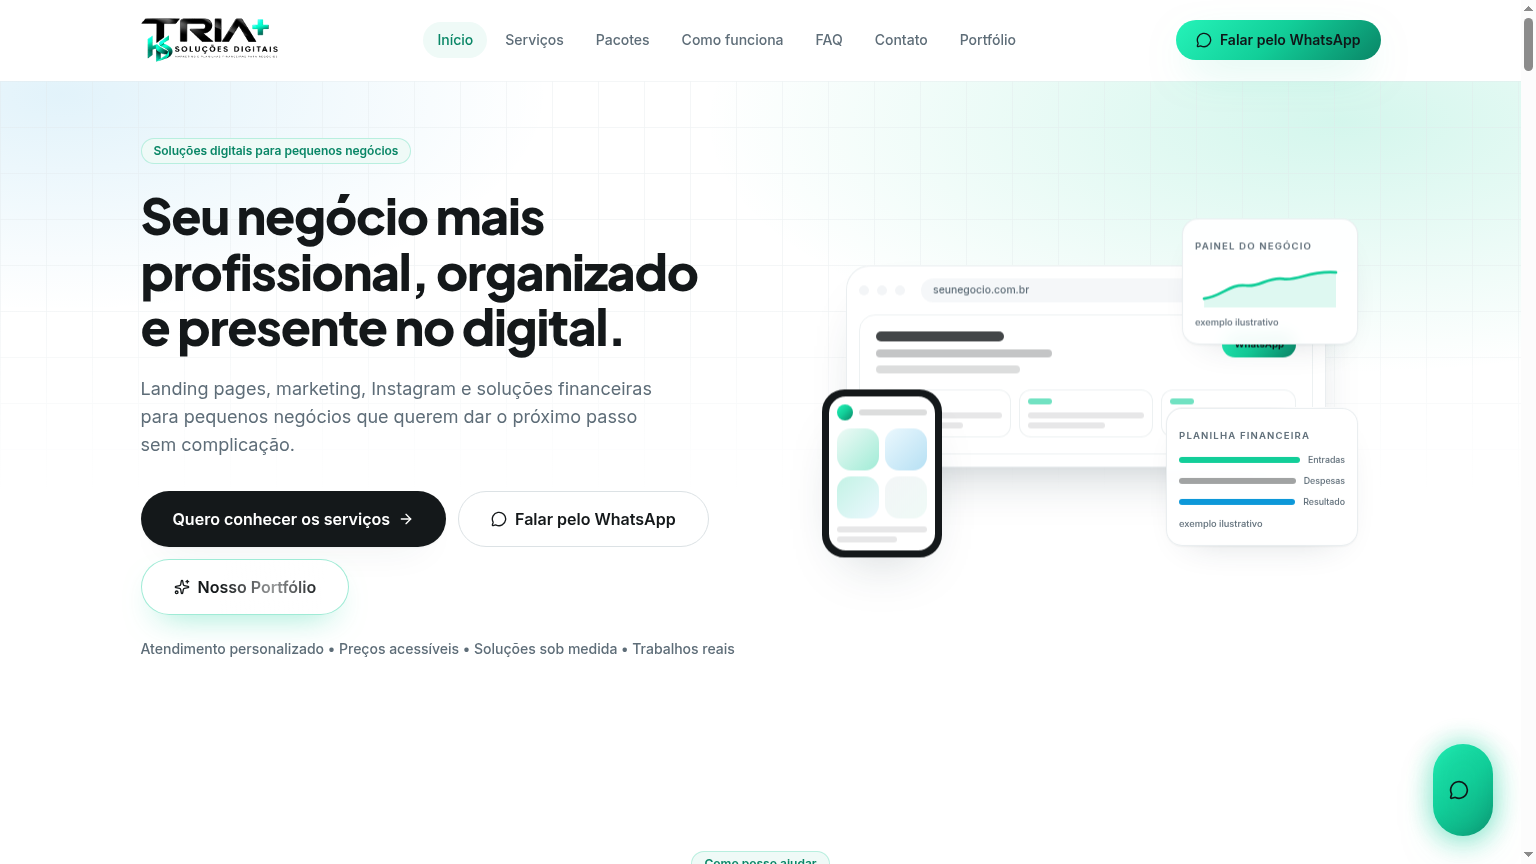 TRIA+
SOLUÇÕES DIGITAIS
Início
Serviços
Pacotes
Como funciona
FAQ
Contato
Portfólio
Falar pelo WhatsApp
Soluções digitais para pequenos negócios
Seu negócio mais
profissional, organizado
e presente no digital.
Landing pages, marketing, Instagram e soluções financeiras
para pequenos negócios que querem dar o próximo passo
sem complicação.
Quero conhecer os serviços
Falar pelo WhatsApp
Nosso Portfólio
Atendimento personalizado • Preços acessíveis • Soluções sob medida • Trabalhos reais
seunegocio.com.br
PAINEL DO NEGÓCIO
exemplo ilustrativo
WhatsApp
PLANILHA FINANCEIRA
Entradas
Despesas
Resultado
exemplo ilustrativo
Como posso ajudar